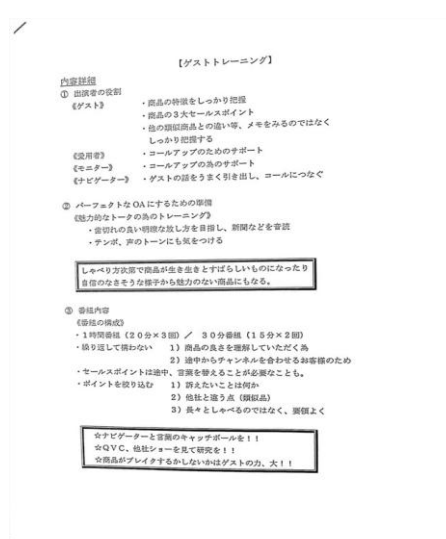 【ゲストトレーニング】
内容詳細
① 出演者の役割
《ゲスト》 ・商品の特徴をしっかり把握
・商品の3大セールスポイント
・他の類似商品との違い等、メモをみるのではなく
しっかり把握する
《愛用者》 ・コールアップのためのサポート
《モニター》 ・コールアップの為のサポート
《ナビゲーター》 ・ゲストの話をうまく引き出し、コールにつなぐ
② パーフェクトなOAにするための準備
《魅力的なトークの為のトレーニング》
・歯切れの良い明瞭な放し方を目指し、新聞などを音読
・テンポ、声のトーンにも気をつける
しゃべり方次第で商品が生き生きとすばらしいものになったり
自信のなさそうな様子から魅力のない商品にもなる。
③ 番組内容
《番組の構成》
・1時間番組(20分×3回) / 30分番組(15分×2回)
・繰り返して構わない 1)商品の良さを理解していただく為
2)途中からチャンネルを合わせるお客様のため
・セールスポイントは途中、言葉を替えることが必要なことも。
・ポイントを絞り込む 1)訴えたいことは何か
2)他社と違う点(類似品)
3)長々としゃべるのではなく、要領よく
☆ナビゲーターと言葉のキャッチボールを!!
☆QVC、他社ショーを見て研究を!!
☆商品がブレイクするかしないかはゲストの力、大!!